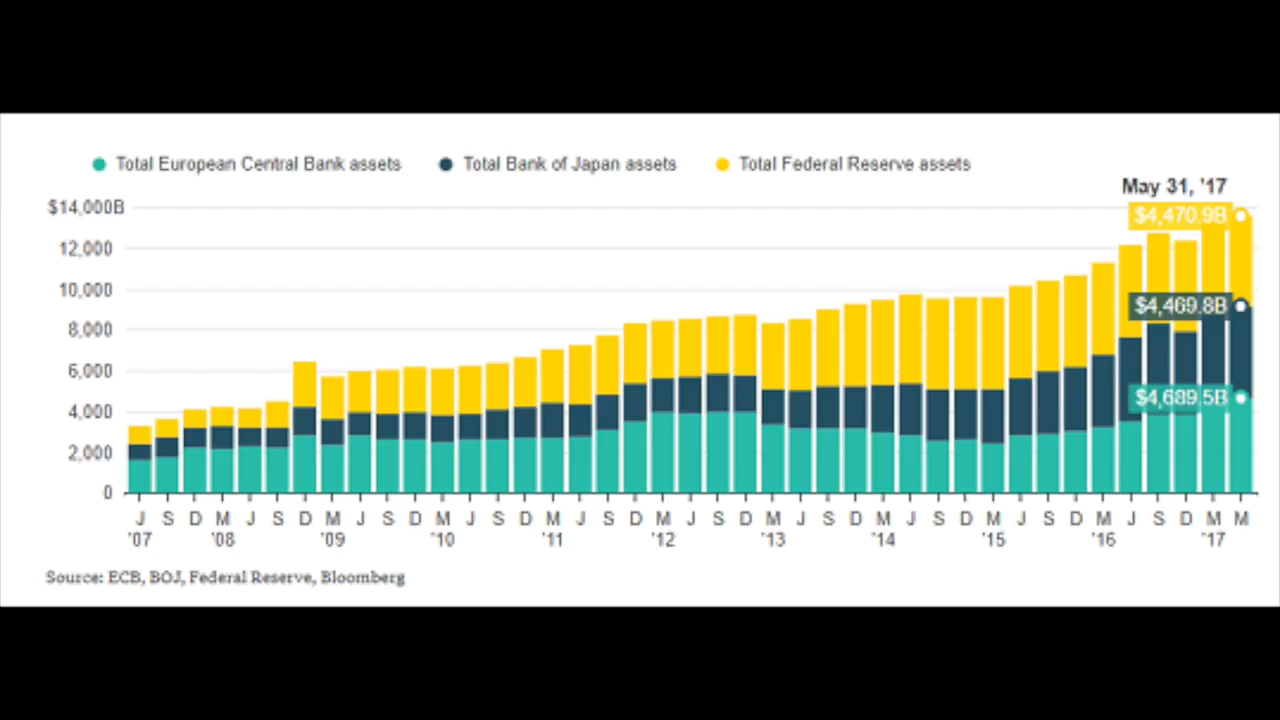 Total European Central Bank assets Total Bank of Japan assets Total Federal Reserve assets
May 31, '17
$14,000B
$4,470.9B
12,000
10,000
$4,469.8B
8,000
6,000
4,000
$4,689.5B
2,000
0
J S D M J S D M J S D M J S D M J S D M J S D M J S D M J S D M J S D M J S D M M
'07 '08 '09 '10 '11 '12 '13 '14 '15 '16 '17
Source: ECB, BOJ, Federal Reserve, Bloomberg